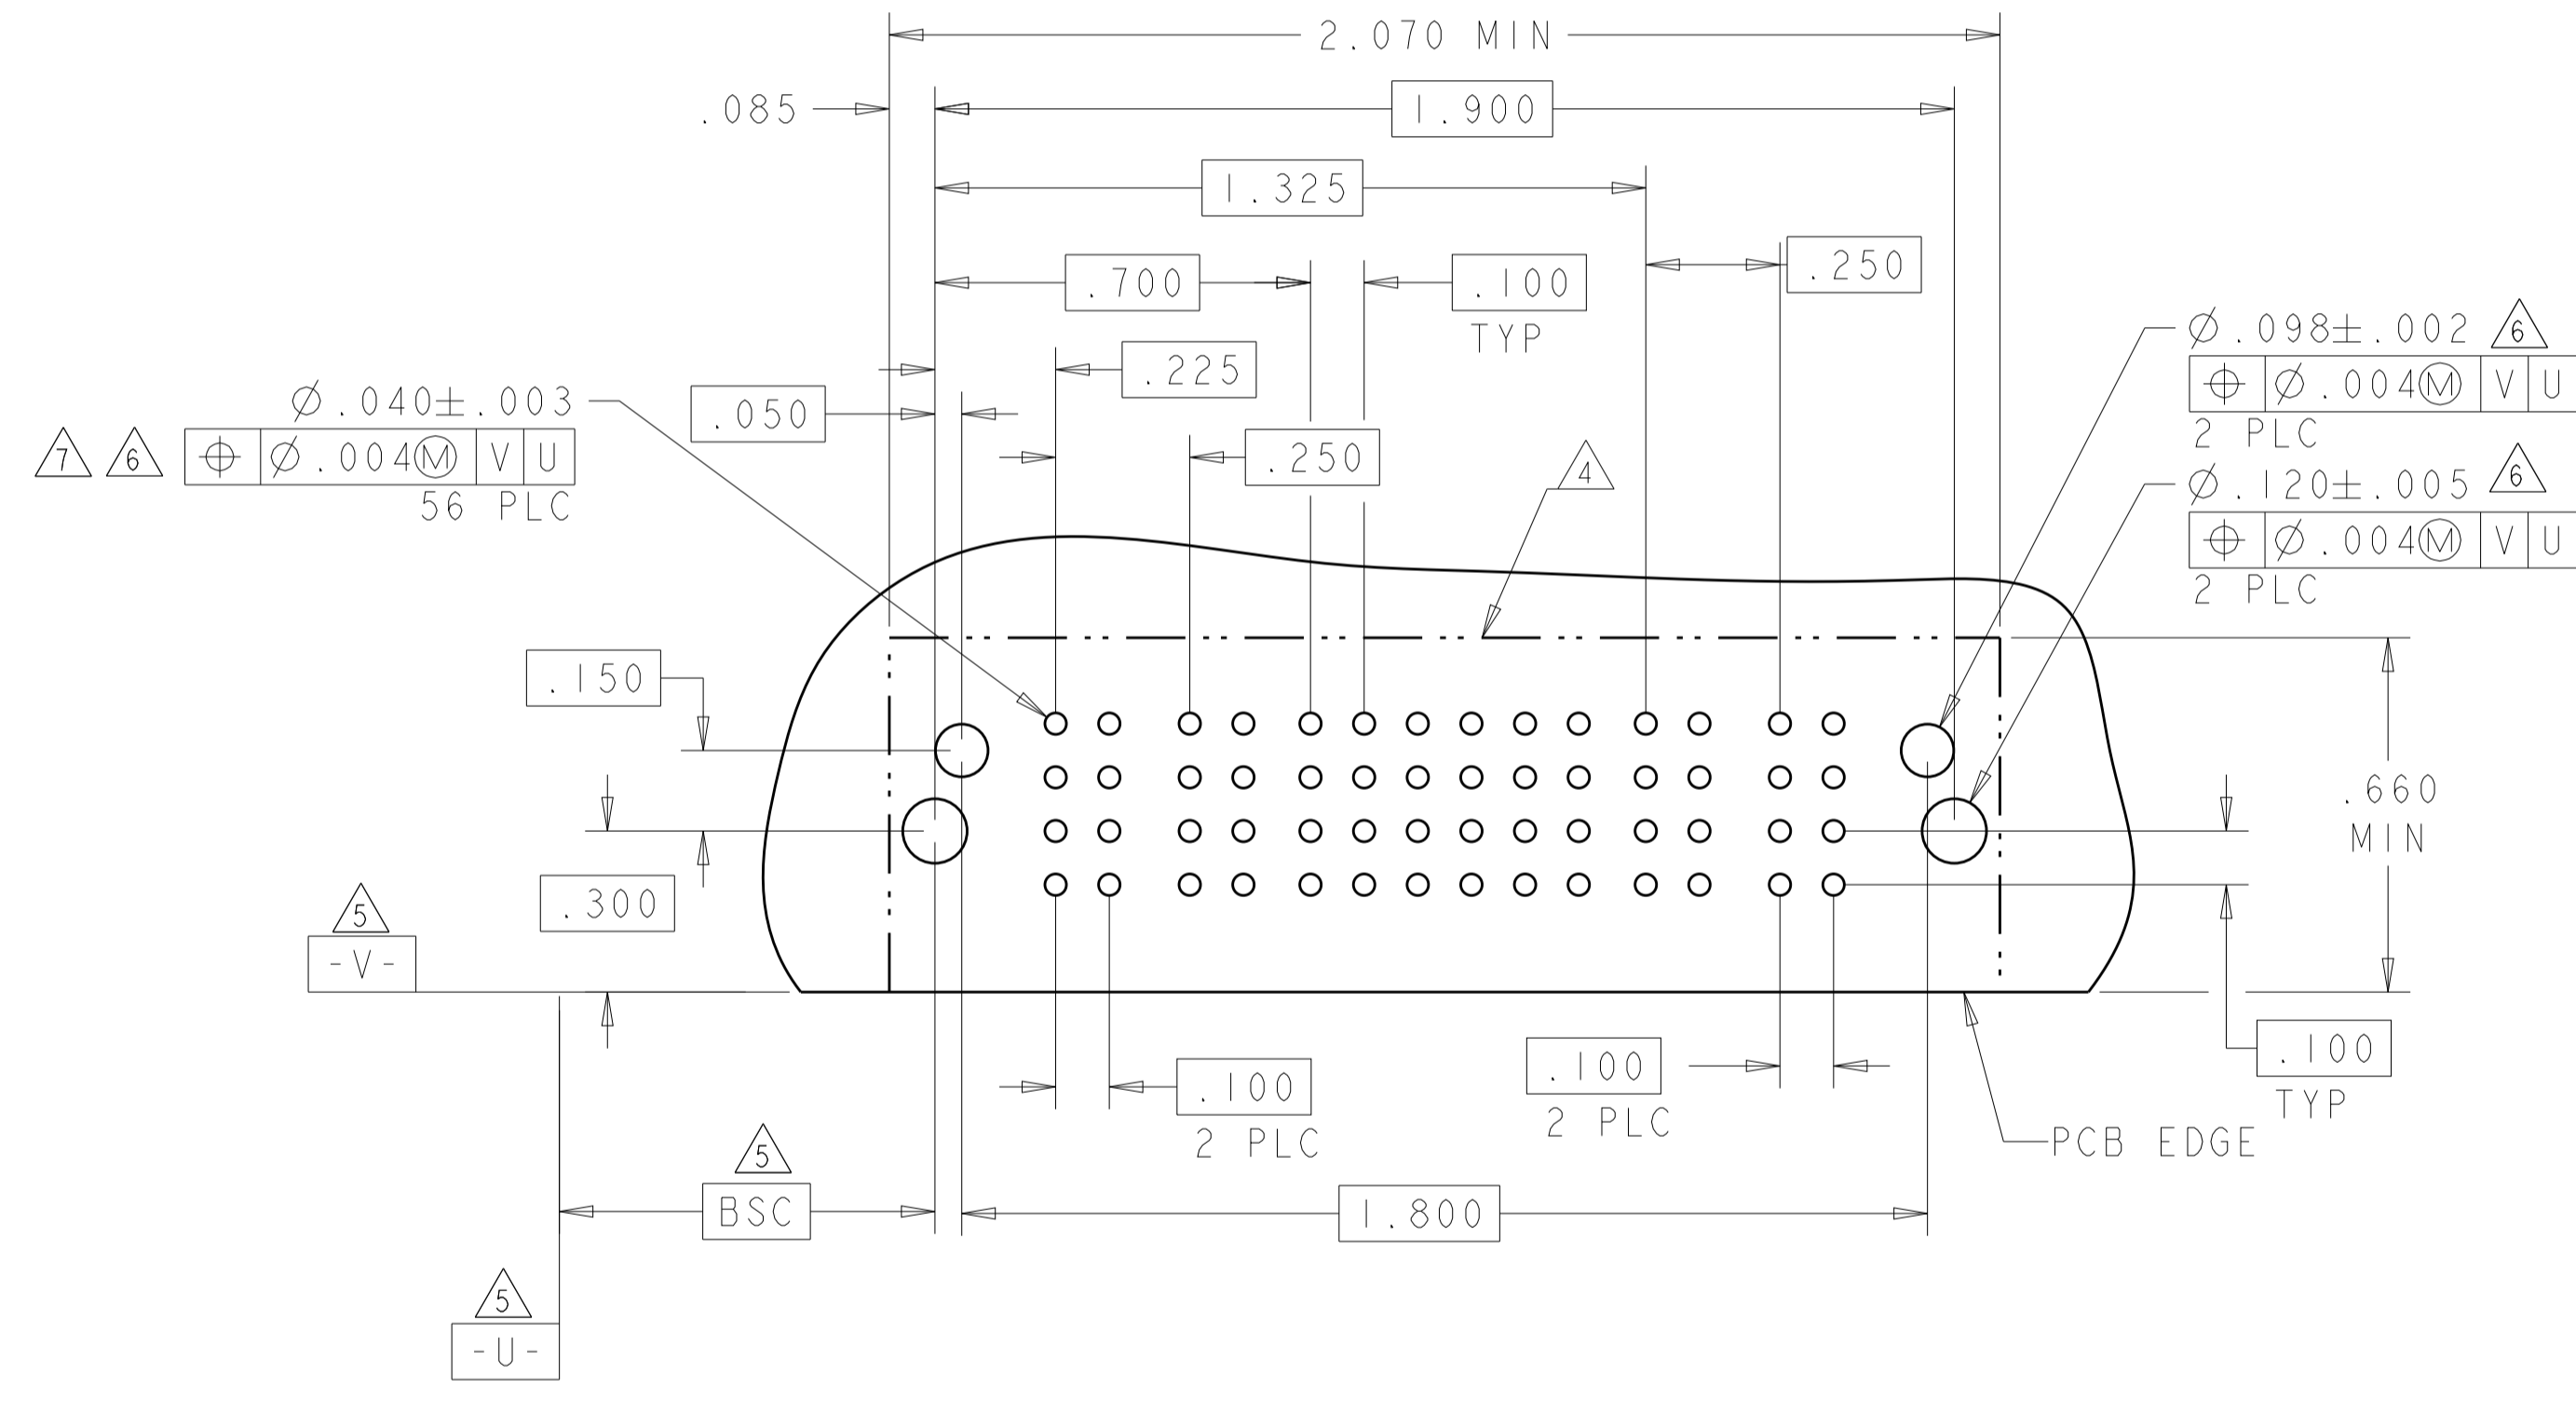 2.070 MIN
.085
1.900
1.325
.250
.700
.100
TYP
⌀.098±.002 6
⌖ ⌀.004Ⓜ V U
2 PLC
.225
.050
⌀.040±.003
7 6 ⌖ ⌀.004Ⓜ V U
56 PLC
.250
4
⌀.120±.005 6
⌖ ⌀.004Ⓜ V U
2 PLC
.150
.660
MIN
.300
5
-V-
.100
TYP
.100
2 PLC
.100
2 PLC
PCB EDGE
5
BSC
1.800
5
-U-